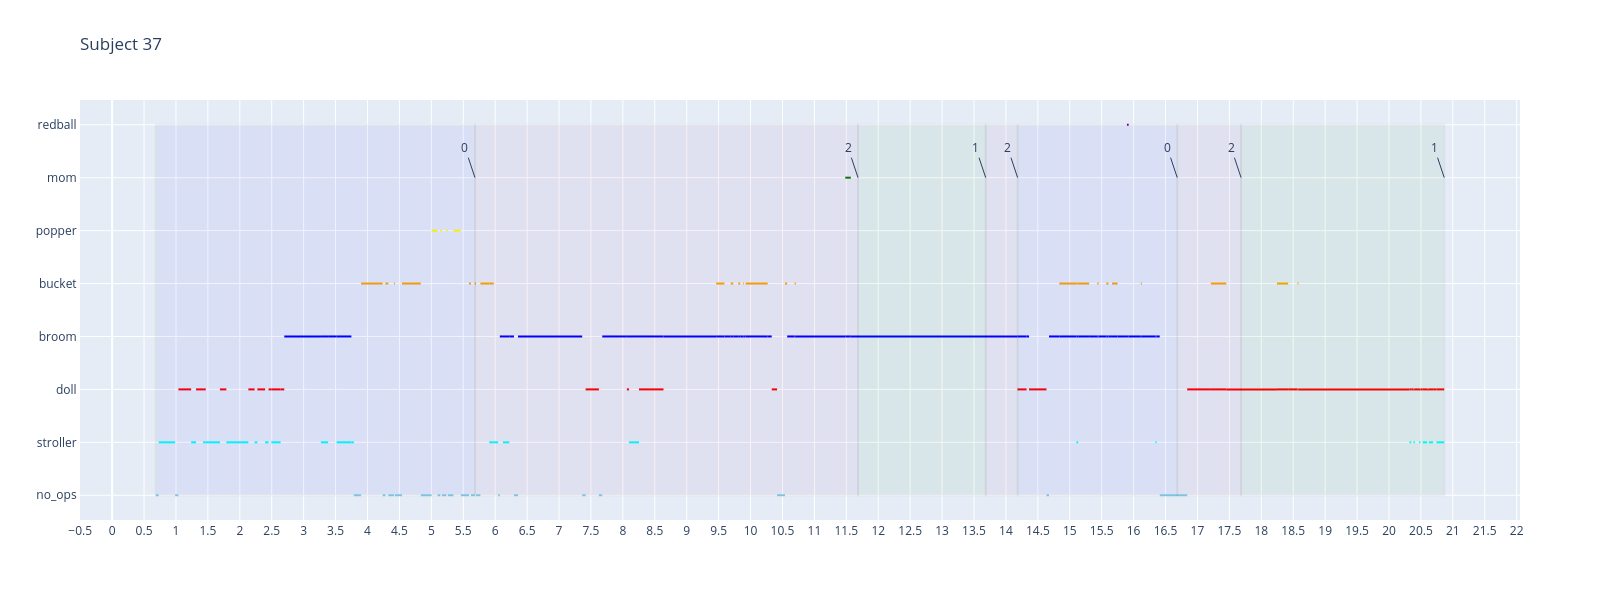 Subject 37
redball
0 2 1 2 0 2 1
mom
popper
bucket
broom
doll
stroller
no_ops
−0.5 0 0.5 1 1.5 2 2.5 3 3.5 4 4.5 5 5.5 6 6.5 7 7.5 8 8.5 9 9.5 10 10.5 11 11.5 12 12.5 13 13.5 14 14.5 15 15.5 16 16.5 17 17.5 18 18.5 19 19.5 20 20.5 21 21.5 22